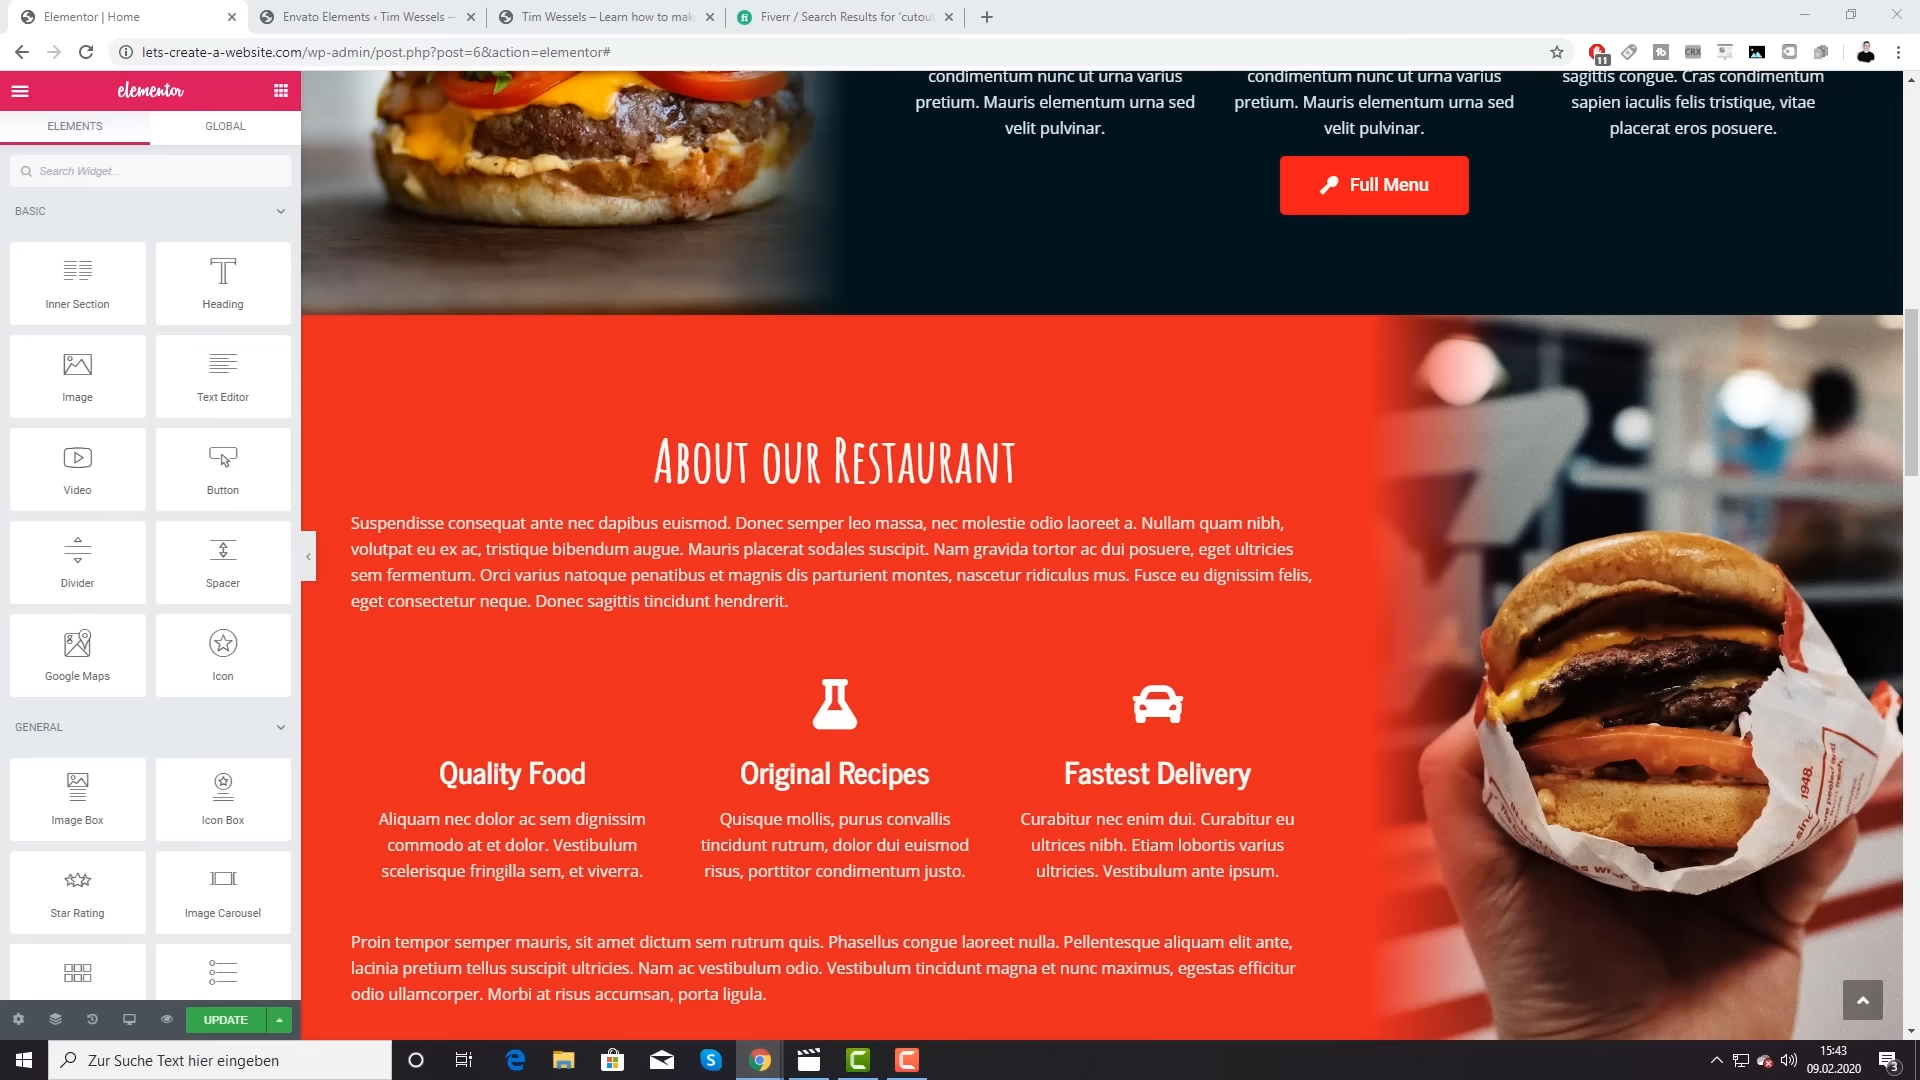 Elementor | Home
Envato Elements ‹ Tim Wessels —
Tim Wessels – Learn how to mak
Fiverr / Search Results for 'cutout
lets-create-a-website.com/wp-admin/post.php?post=6&action=elementor#
11
CRX
elementor
ELEMENTS
GLOBAL
Search Widget...
BASIC
Inner Section
Heading
Image
Text Editor
Video
Button
Divider
Spacer
Google Maps
Icon
GENERAL
Image Box
Icon Box
Star Rating
Image Carousel
UPDATE
condimentum nunc ut urna varius
pretium. Mauris elementum urna sed
velit pulvinar.
condimentum nunc ut urna varius
pretium. Mauris elementum urna sed
velit pulvinar.
sagittis congue. Cras condimentum
sapien iaculis felis tristique, vitae
placerat eros posuere.
Full Menu
About our Restaurant
Suspendisse consequat ante nec dapibus euismod. Donec semper leo massa, nec molestie odio laoreet a. Nullam quam nibh,
volutpat eu ex ac, tristique bibendum augue. Mauris placerat sodales suscipit. Nam gravida tortor ac dui posuere, eget ultricies
sem fermentum. Orci varius natoque penatibus et magnis dis parturient montes, nascetur ridiculus mus. Fusce eu dignissim felis,
eget consectetur neque. Donec sagittis tincidunt hendrerit.
Quality Food
Aliquam nec dolor ac sem dignissim
commodo at et dolor. Vestibulum
scelerisque fringilla sem, et viverra.
Original Recipes
Quisque mollis, purus convallis
tincidunt rutrum, dolor dui euismod
risus, porttitor condimentum justo.
Fastest Delivery
Curabitur nec enim dui. Curabitur eu
ultrices nibh. Etiam lobortis varius
ultricies. Vestibulum ante ipsum.
Proin tempor semper mauris, sit amet dictum sem rutrum quis. Phasellus congue laoreet nulla. Pellentesque aliquam elit ante,
lacinia pretium tellus suscipit ultricies. Nam ac vestibulum odio. Vestibulum tincidunt magna et nunc maximus, egestas efficitur
odio ullamcorper. Morbi at risus accumsan, porta ligula.
1948.
Zur Suche Text hier eingeben
15:43
09.02.2020
3